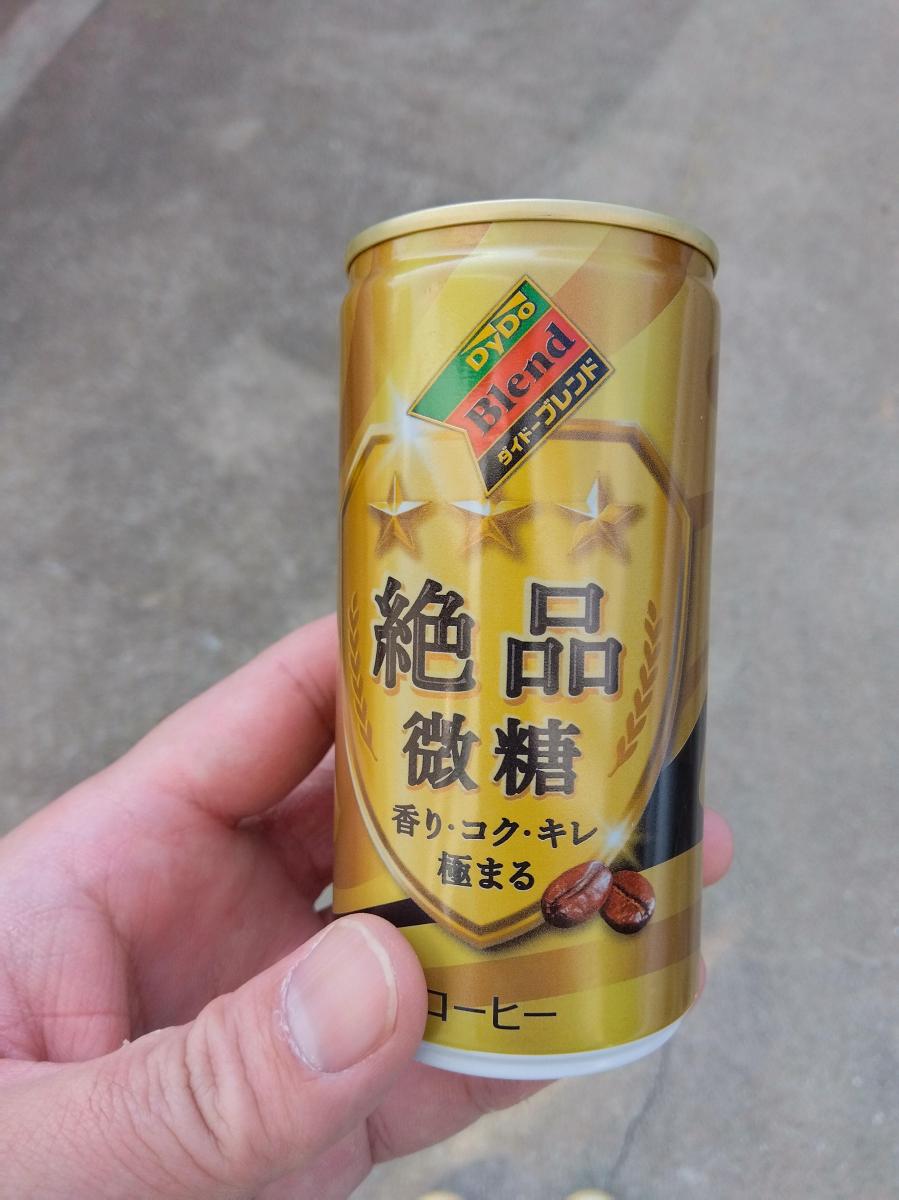 DyDo
Blend
ダイドーブレンド
絶品
微糖
香り・コク・キレ
極まる
コーヒー